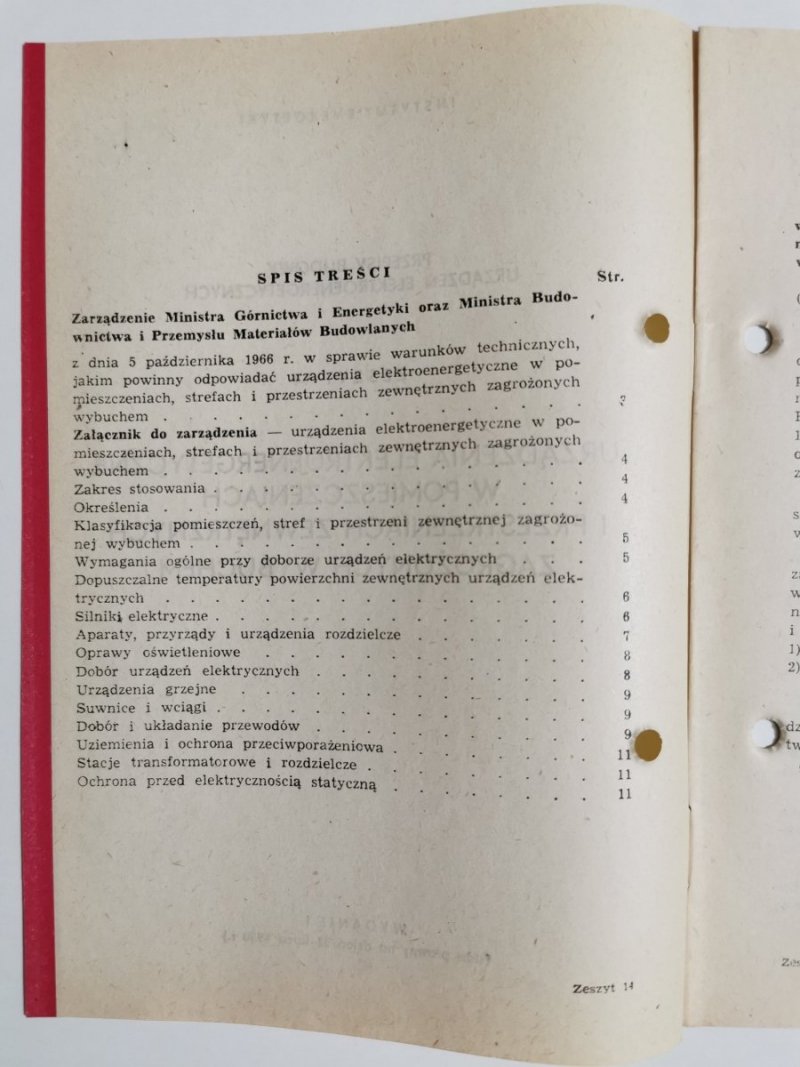 SPIS TREŚCI Str.
Zarządzenie Ministra Górnictwa i Energetyki oraz Ministra Budo-
wnictwa i Przemysłu Materiałów Budowlanych
z dnia 5 października 1966 r. w sprawie warunków technicznych,
jakim powinny odpowiadać urządzenia elektroenergetyczne w po-
mieszczeniach, strefach i przestrzeniach zewnętrznych zagrożonych
wybuchem . . . . . . . . . . . . . . .
Załącznik do zarządzenia — urządzenia elektroenergetyczne w po-
mieszczeniach, strefach i przestrzeniach zewnętrznych zagrożonych
wybuchem . . . . . . . . . . . . . . . 4
Zakres stosowania . . . . . . . . . . . . . 4
Określenia . . . . . . . . . . . . . . . 4
Klasyfikacja pomieszczeń, stref i przestrzeni zewnętrznej zagrożo-
nej wybuchem . . . . . . . . . . . . . . 5
Wymagania ogólne przy doborze urządzeń elektrycznych . . . 5
Dopuszczalne temperatury powierzchni zewnętrznych urządzeń elek-
trycznych . . . . . . . . . . . . . . . 6
Silniki elektryczne . . . . . . . . . . . . . 6
Aparaty, przyrządy i urządzenia rozdzielcze . . . . . . 7
Oprawy oświetleniowe . . . . . . . . . . . 8
Dobór urządzeń elektrycznych . . . . . . . . . 8
Urządzenia grzejne . . . . . . . . . . . . 9
Suwnice i wciągi . . . . . . . . . . . . . 9
Dobór i układanie przewodów . . . . . . . . . 9
Uziemienia i ochrona przeciwporażeniowa . . . . . . . 11
Stacje transformatorowe i rozdzielcze . . . . . . . . 11
Ochrona przed elektrycznością statyczną . . . . . . . 11
Zeszyt 14